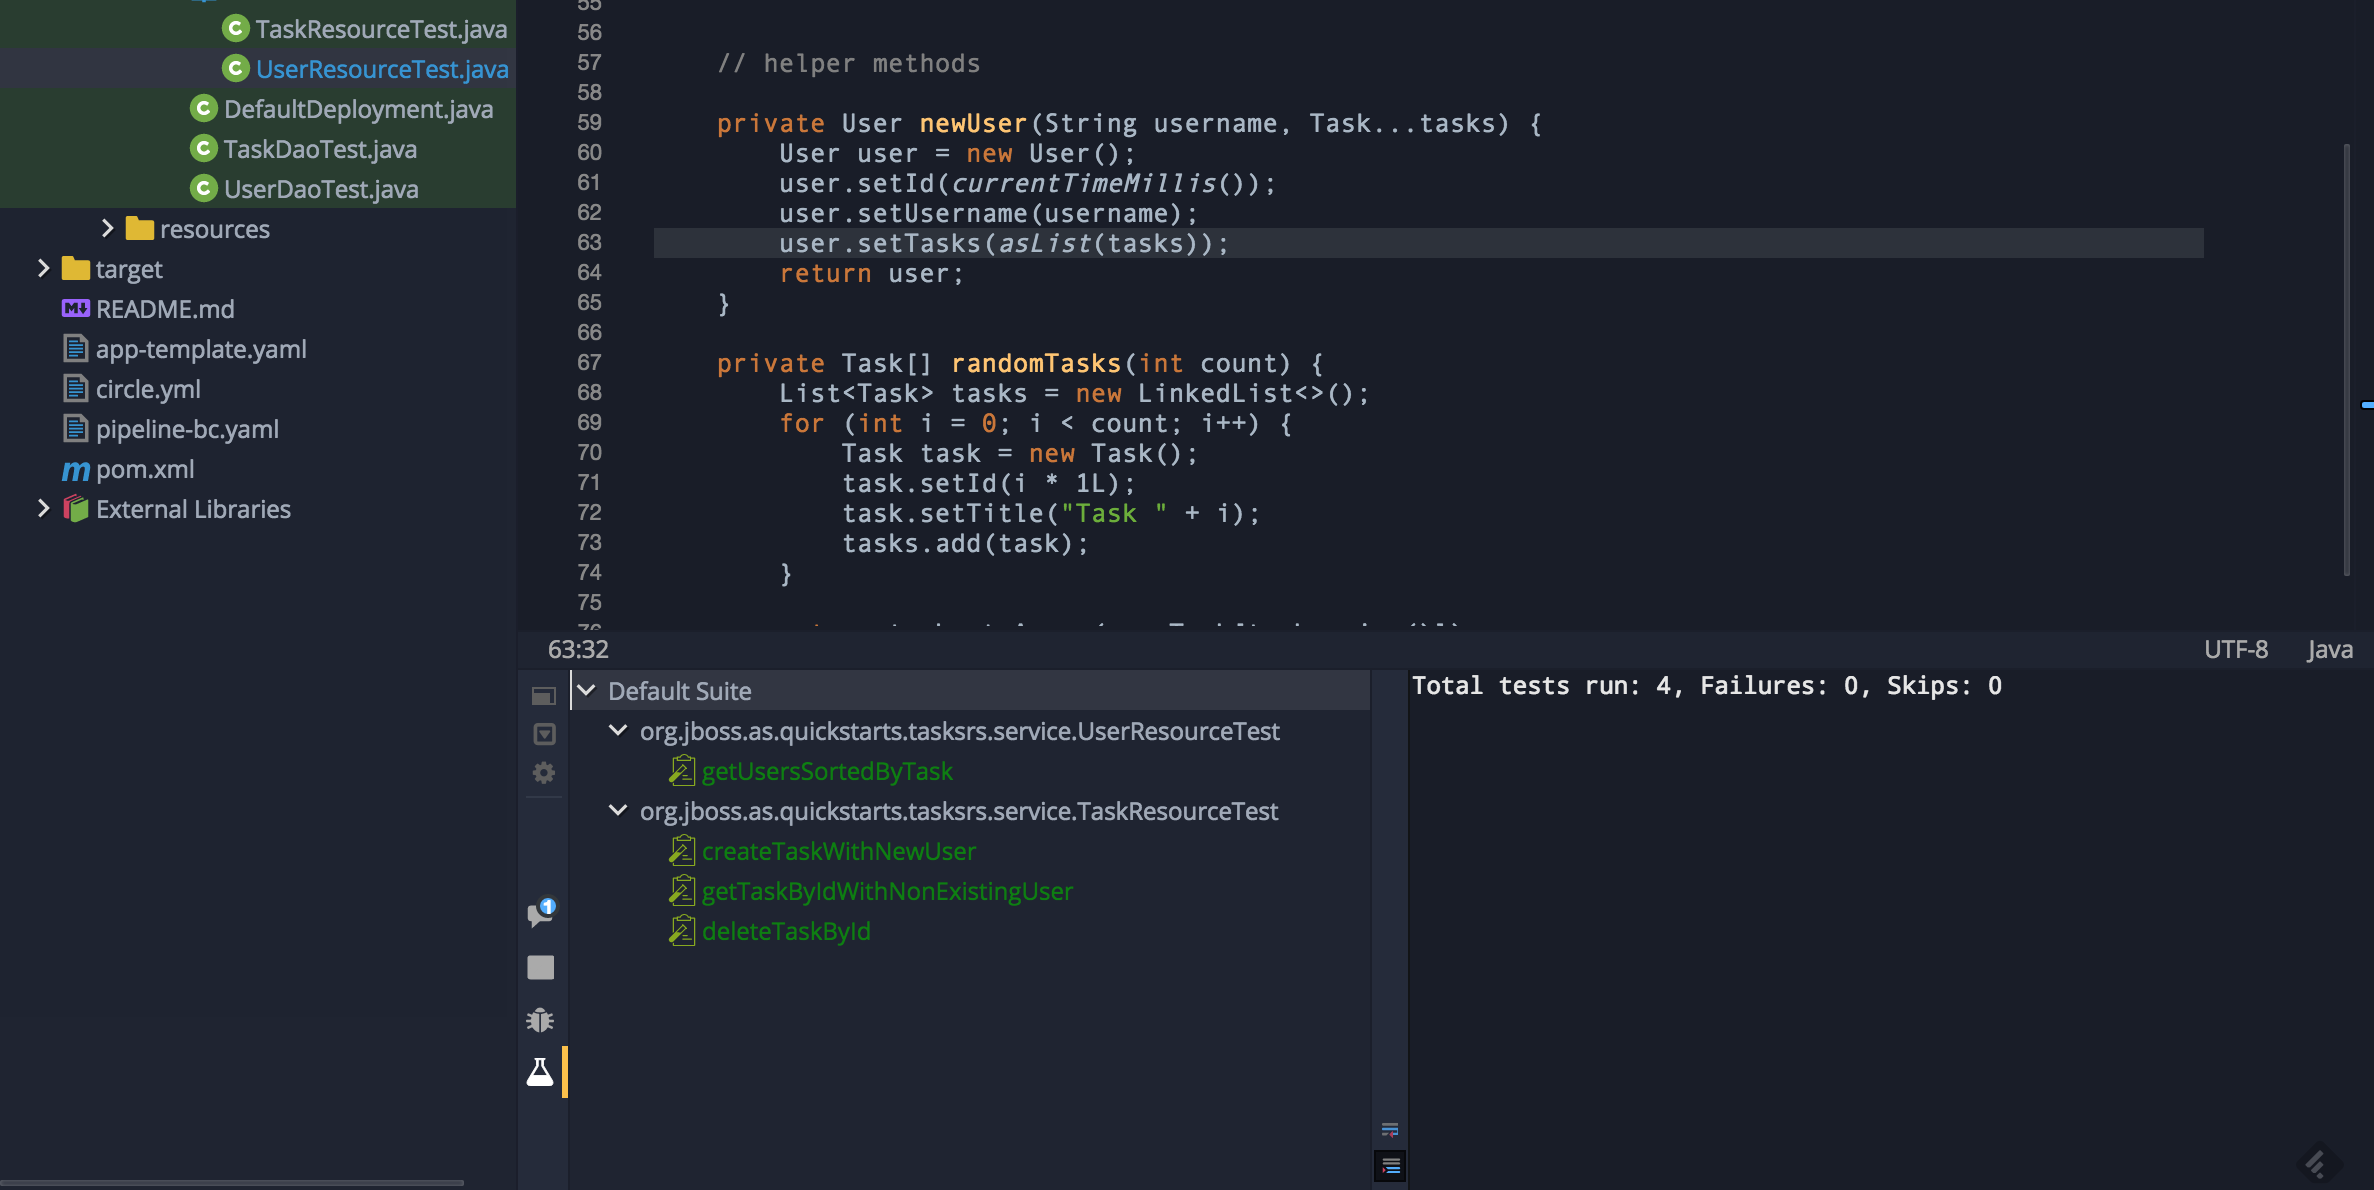 TaskResourceTest.java
UserResourceTest.java
DefaultDeployment.java
TaskDaoTest.java
UserDaoTest.java
resources
target
README.md
app-template.yaml
circle.yml
pipeline-bc.yaml
pom.xml
External Libraries
55
56
57 // helper methods
58
59 private User newUser(String username, Task...tasks) {
60 User user = new User();
61 user.setId(currentTimeMillis());
62 user.setUsername(username);
63 user.setTasks(asList(tasks));
64 return user;
65 }
66
67 private Task[] randomTasks(int count) {
68 List<Task> tasks = new LinkedList<>();
69 for (int i = 0; i < count; i++) {
70 Task task = new Task();
71 task.setId(i * 1L);
72 task.setTitle("Task " + i);
73 tasks.add(task);
74 }
75
76
63:32 UTF-8 Java
Default Suite
org.jboss.as.quickstarts.tasksrs.service.UserResourceTest
getUsersSortedByTask
org.jboss.as.quickstarts.tasksrs.service.TaskResourceTest
createTaskWithNewUser
getTaskByIdWithNonExistingUser
deleteTaskById
1
Total tests run: 4, Failures: 0, Skips: 0